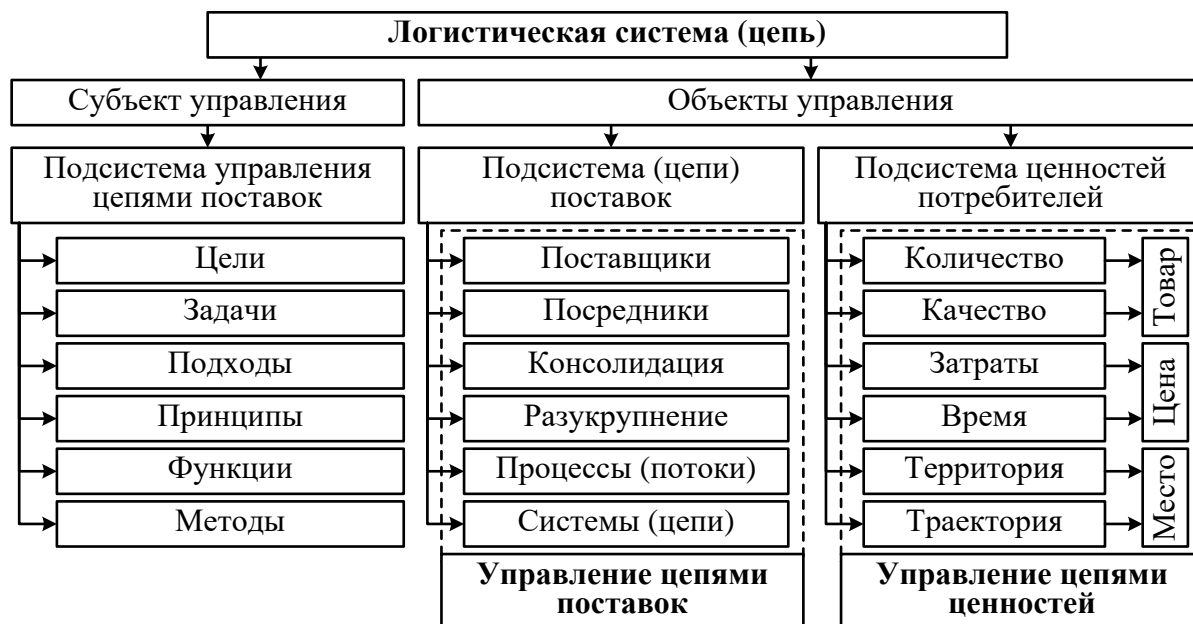 Логистическая система (цепь)
Субъект управления
Объекты управления
Подсистема управления
цепями поставок
Подсистема (цепи)
поставок
Подсистема ценностей
потребителей
Цели
Задачи
Подходы
Принципы
Функции
Методы
Поставщики
Посредники
Консолидация
Разукрупнение
Процессы (потоки)
Системы (цепи)
Управление цепями
поставок
Количество
Качество
Затраты
Время
Территория
Траектория
Товар
Цена
Место
Управление цепями
ценностей